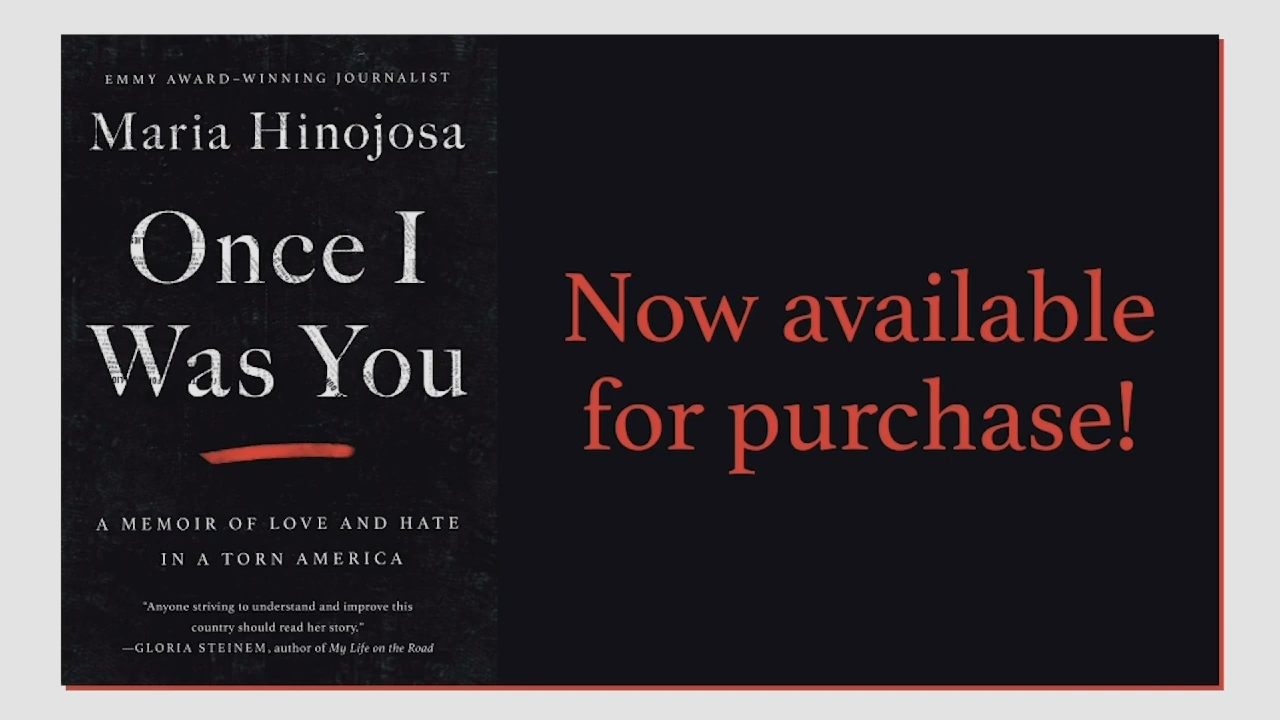 EMMY AWARD–WINNING JOURNALIST
Maria Hinojosa
Once I
Was You
A MEMOIR OF LOVE AND HATE
IN A TORN AMERICA
“Anyone striving to understand and improve this
country should read her story.”
—GLORIA STEINEM, author of My Life on the Road
Now available
for purchase!